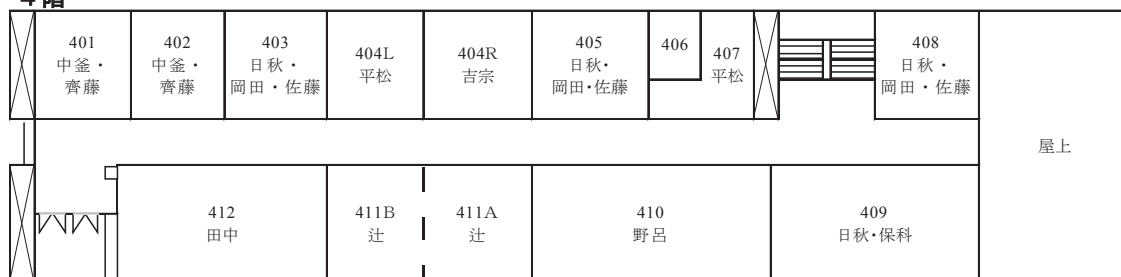 4階
401
中釜・
齊藤
402
中釜・
齊藤
403
日秋・
岡田・佐藤
404L
平松
404R
吉宗
405
日秋・
岡田・佐藤
406
407
平松
408
日秋・
岡田・佐藤
屋上
412
田中
411B
辻
411A
辻
410
野呂
409
日秋・保科